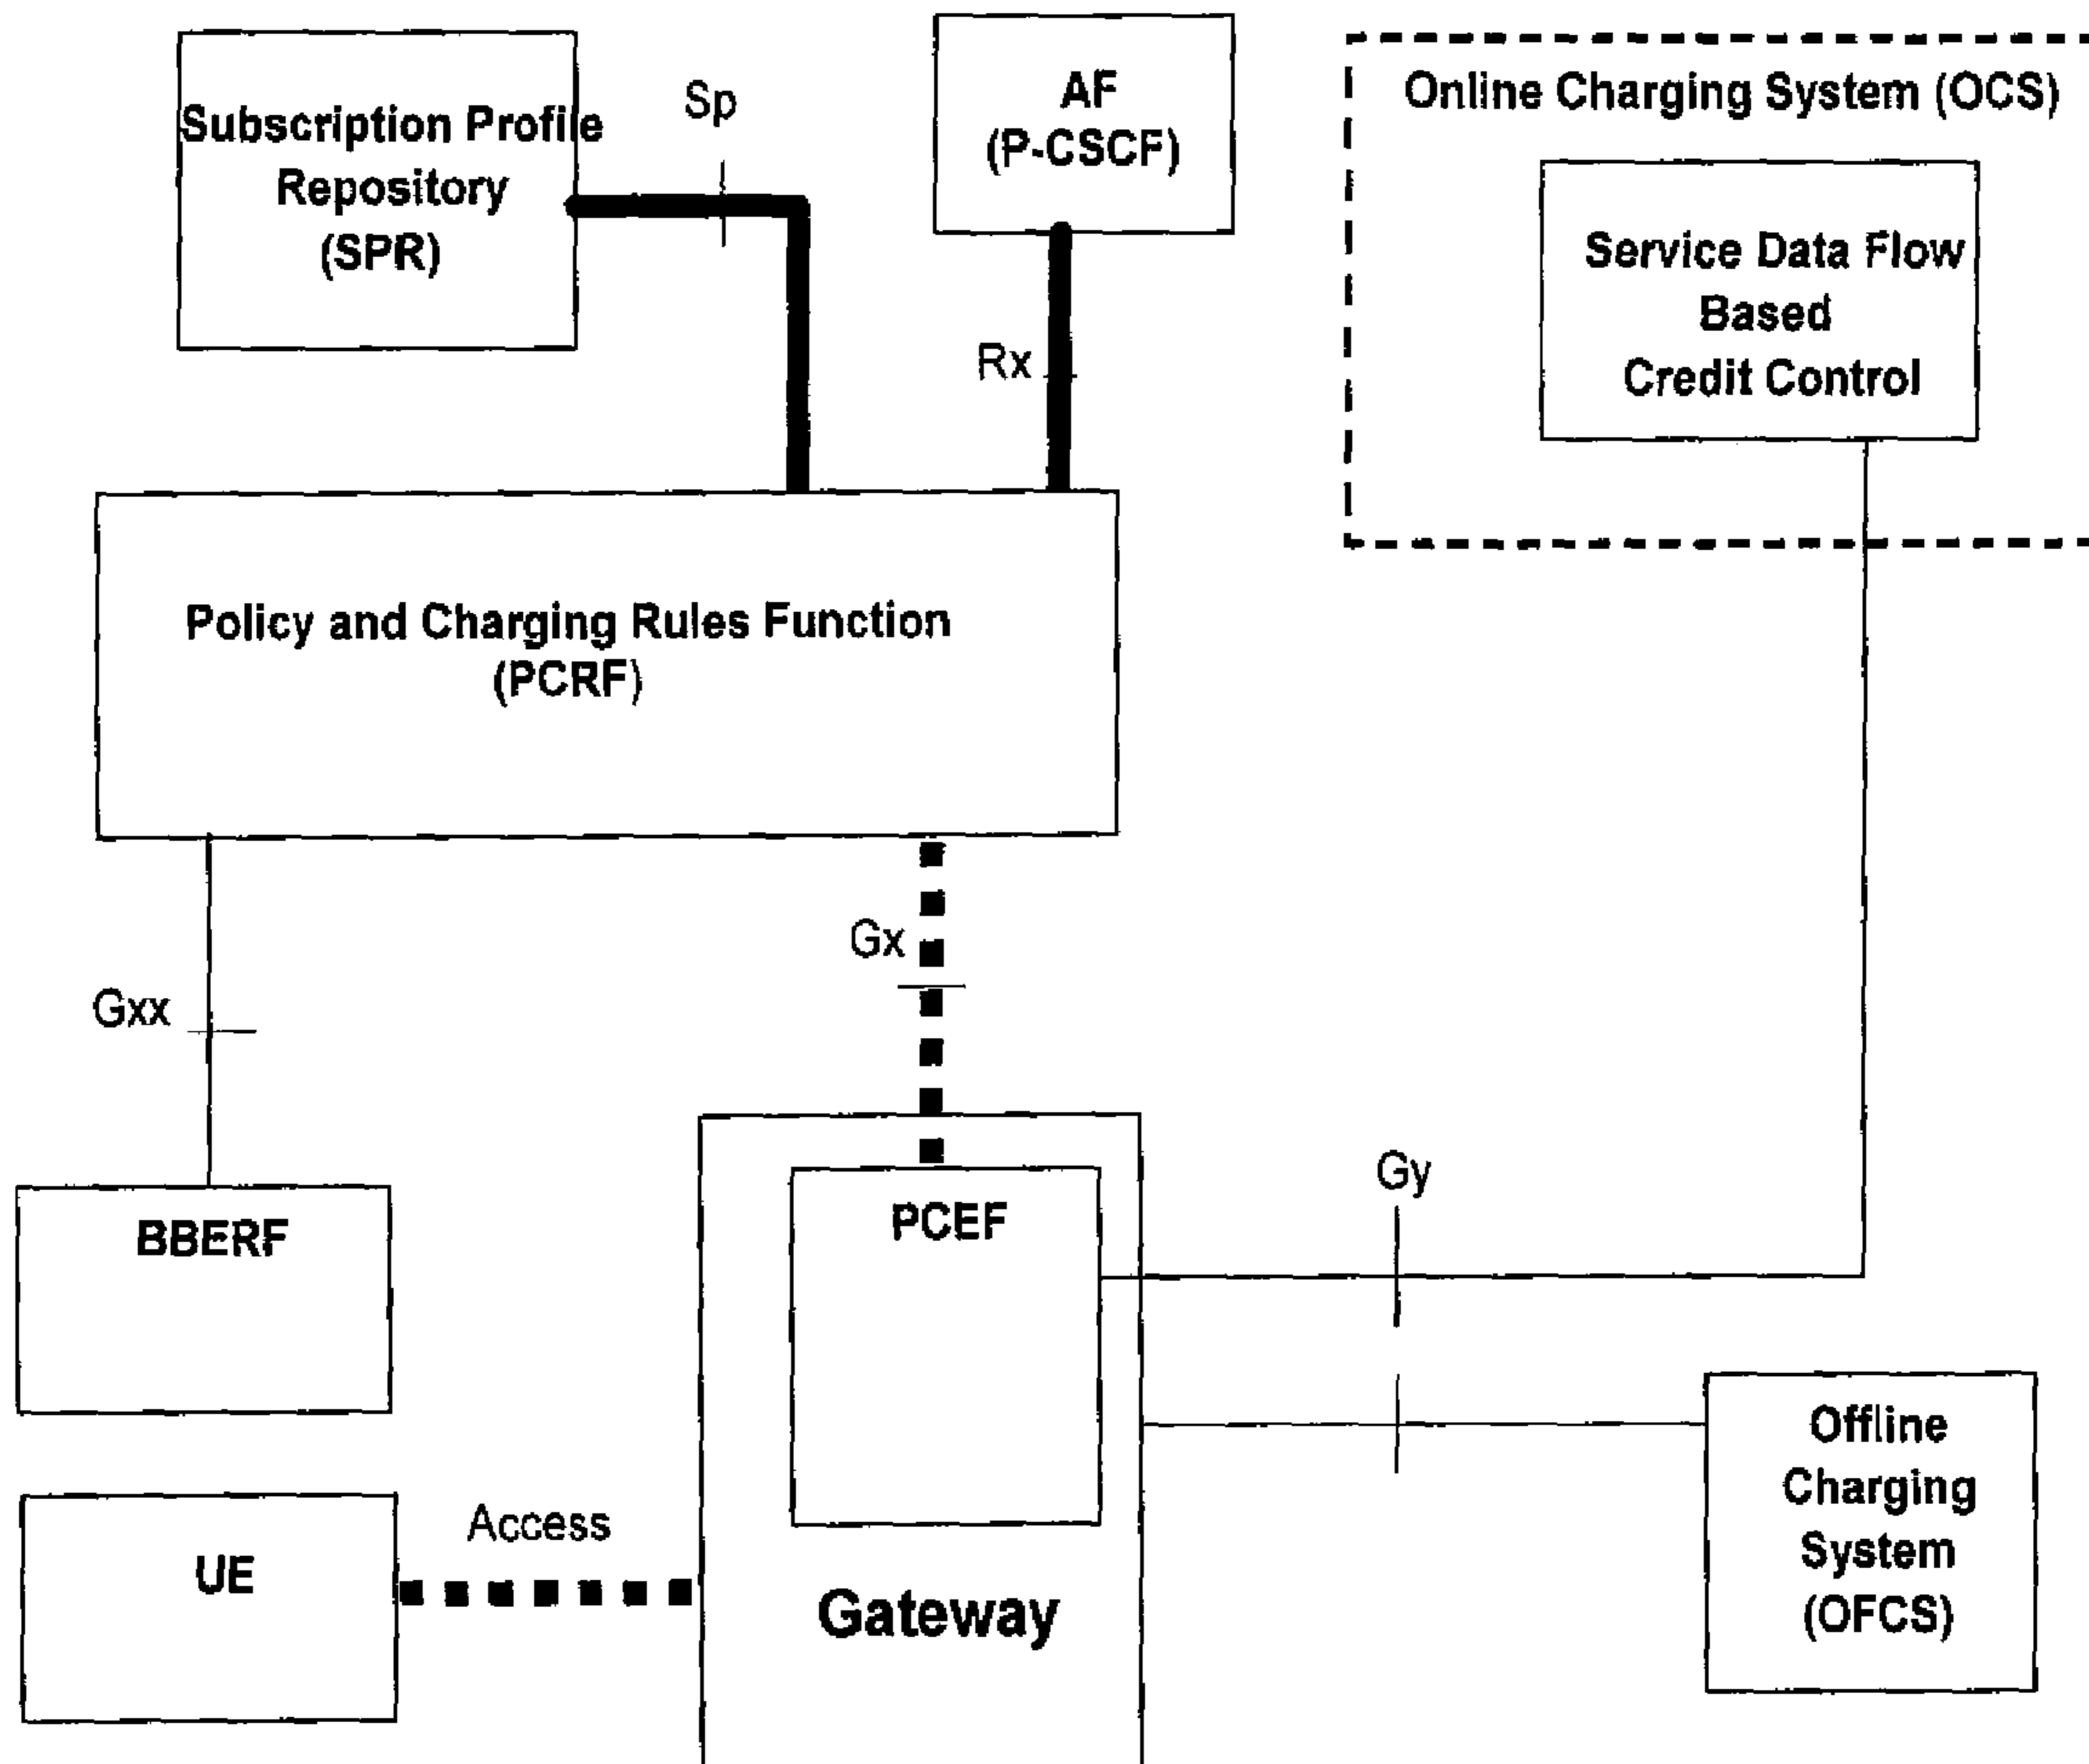 Subscription Profile
Repository
(SPR)
Sp
AF
(P-CSCF)
Online Charging System (OCS)
Service Data Flow
Based
Credit Control
Rx
Policy and Charging Rules Function
(PCRF)
Gxx
Gx
BBERF
PCEF
Gy
UE
Access
Gateway
Offline
Charging
System
(OFCS)